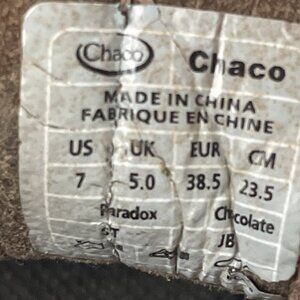 Chaco Chaco
MADE IN CHINA
FABRIQUE EN CHINE
US UK EUR CM
7 5.0 38.5 23.5
Paradox Chocolate
JB